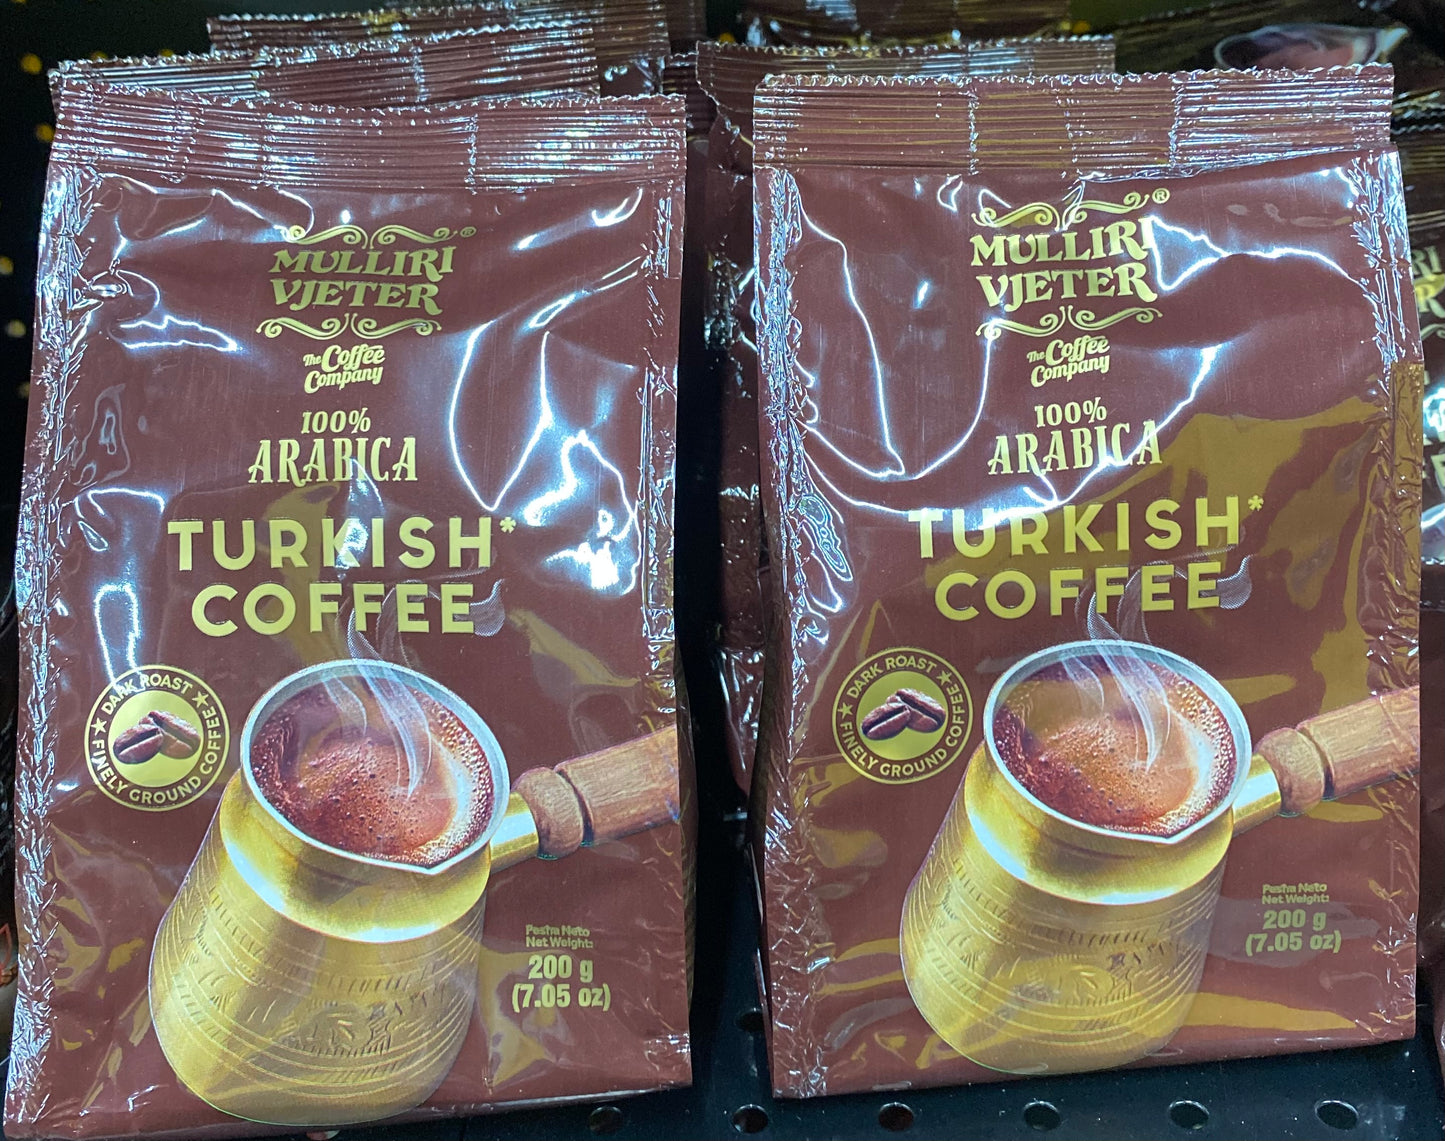 MULLIRI®
VJETER
The Coffee
Company
100%
ARABICA
TURKISH*
COFFEE
★ DARK ROAST ★
FINELY GROUND COFFEE
Pesha Neto
Net Weight:
200 g
(7.05 oz)
MULLIRI®
VJETER
The Coffee
Company
100%
ARABICA
TURKISH*
COFFEE
★ DARK ROAST ★
FINELY GROUND COFFEE
Pesha Neto
Net Weight:
200 g
(7.05 oz)